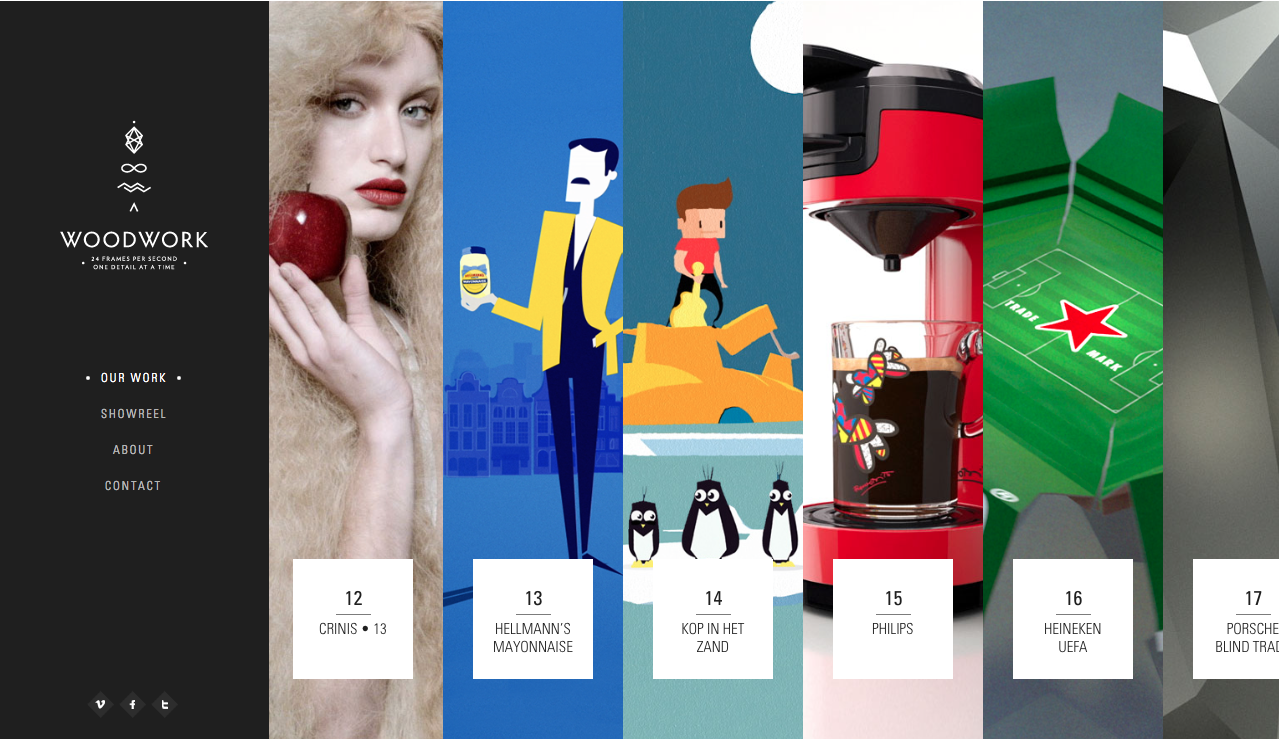 WOODWORK
24 FRAMES PER SECOND
ONE DETAIL AT A TIME
• OUR WORK •
SHOWREEL
ABOUT
CONTACT
MAYONNAISE
TRADE
MARK
12
CRINIS • 13
13
HELLMANN'S
MAYONNAISE
14
KOP IN HET
ZAND
15
PHILIPS
16
HEINEKEN
UEFA
17
PORSCHE
BLIND TRAD